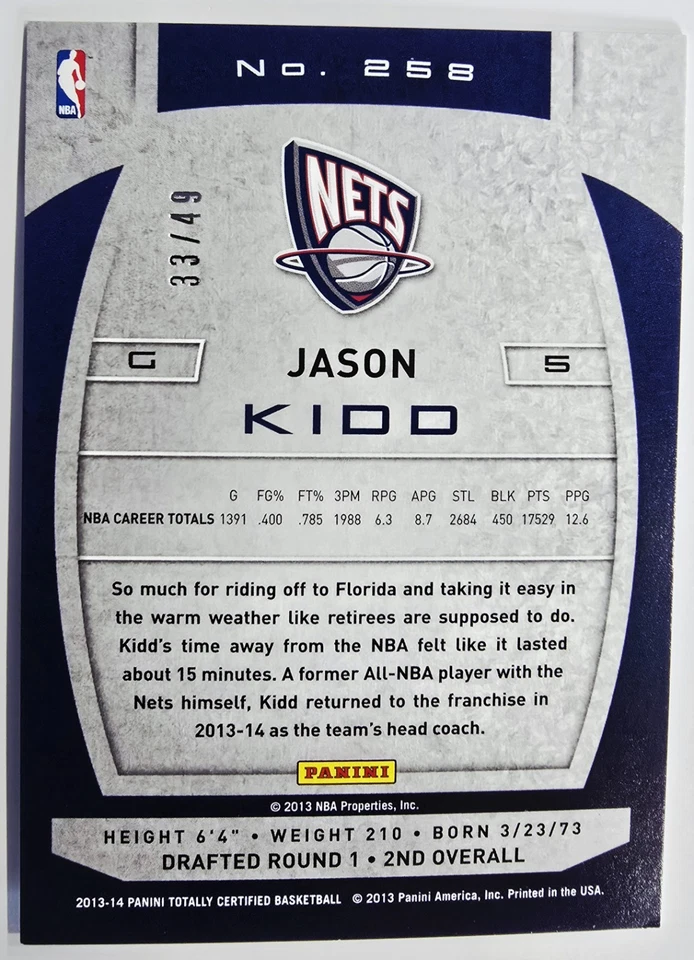 No. 258
NBA
33/49
NETS
G
JASON
5
KIDD
G FG% FT% 3PM RPG APG STL BLK PTS PPG
NBA CAREER TOTALS 1391 .400 .785 1988 6.3 8.7 2684 450 17529 12.6
So much for riding off to Florida and taking it easy in
the warm weather like retirees are supposed to do.
Kidd's time away from the NBA felt like it lasted
about 15 minutes. A former All-NBA player with the
Nets himself, Kidd returned to the franchise in
2013-14 as the team's head coach.
PANINI
© 2013 NBA Properties, Inc.
HEIGHT 6'4" • WEIGHT 210 • BORN 3/23/73
DRAFTED ROUND 1 • 2ND OVERALL
2013-14 PANINI TOTALLY CERTIFIED BASKETBALL © 2013 Panini America, Inc. Printed in the USA.